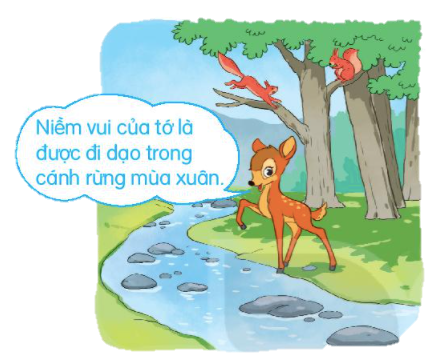 Niềm vui của tớ là
được đi dạo trong
cánh rừng mùa xuân.